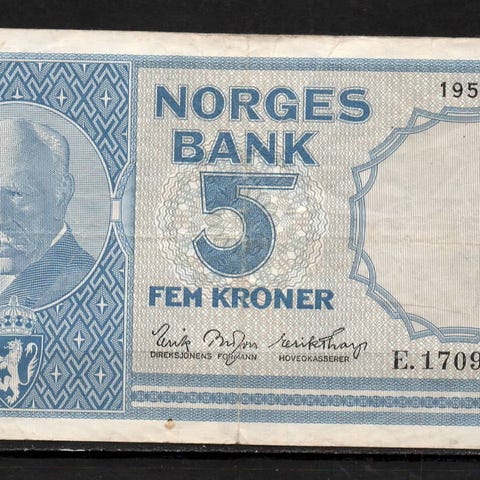 195
NORGES
BANK
5
FEM KRONER
DIREKSJONENS FORMANN
HOVEDKASSERER
E.1709